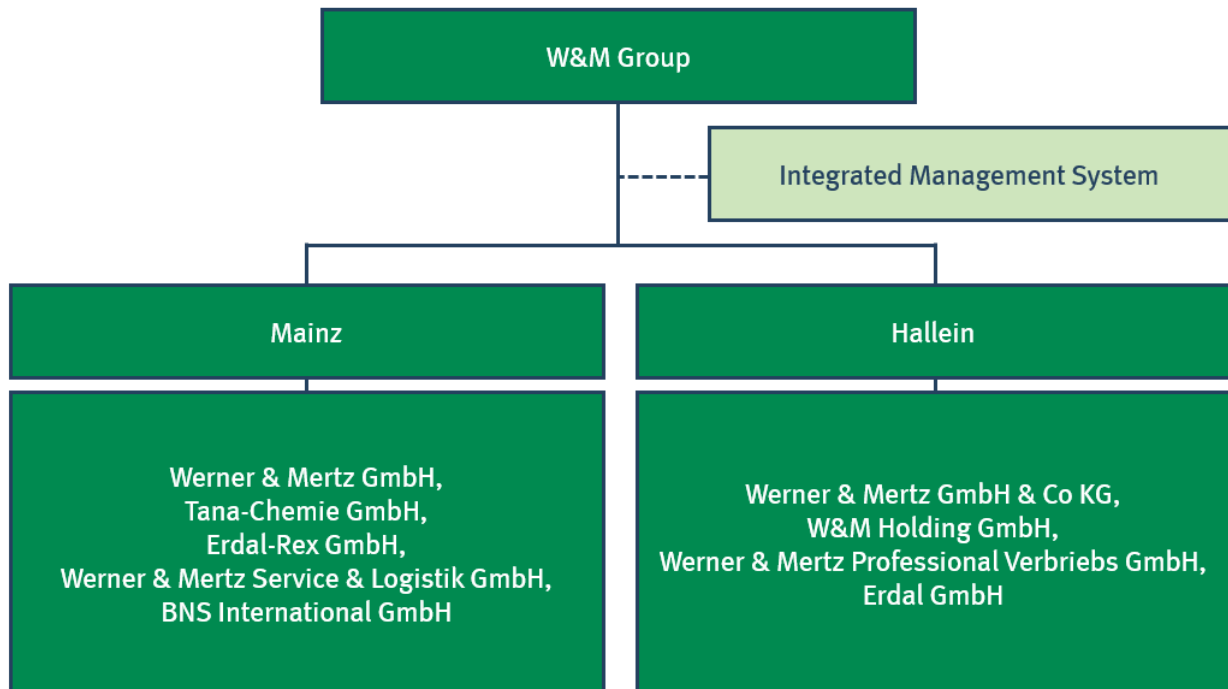 W&M Group
Integrated Management System
Mainz
Hallein
Werner & Mertz GmbH,
Tana-Chemie GmbH,
Erdal-Rex GmbH,
Werner & Mertz Service & Logistik GmbH,
BNS International GmbH
Werner & Mertz GmbH & Co KG,
W&M Holding GmbH,
Werner & Mertz Professional Verbriebs GmbH,
Erdal GmbH